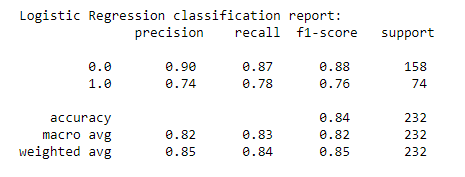 Logistic Regression classification report:
precision recall f1-score support
0.0 0.90 0.87 0.88 158
1.0 0.74 0.78 0.76 74
accuracy 0.84 232
macro avg 0.82 0.83 0.82 232
weighted avg 0.85 0.84 0.85 232